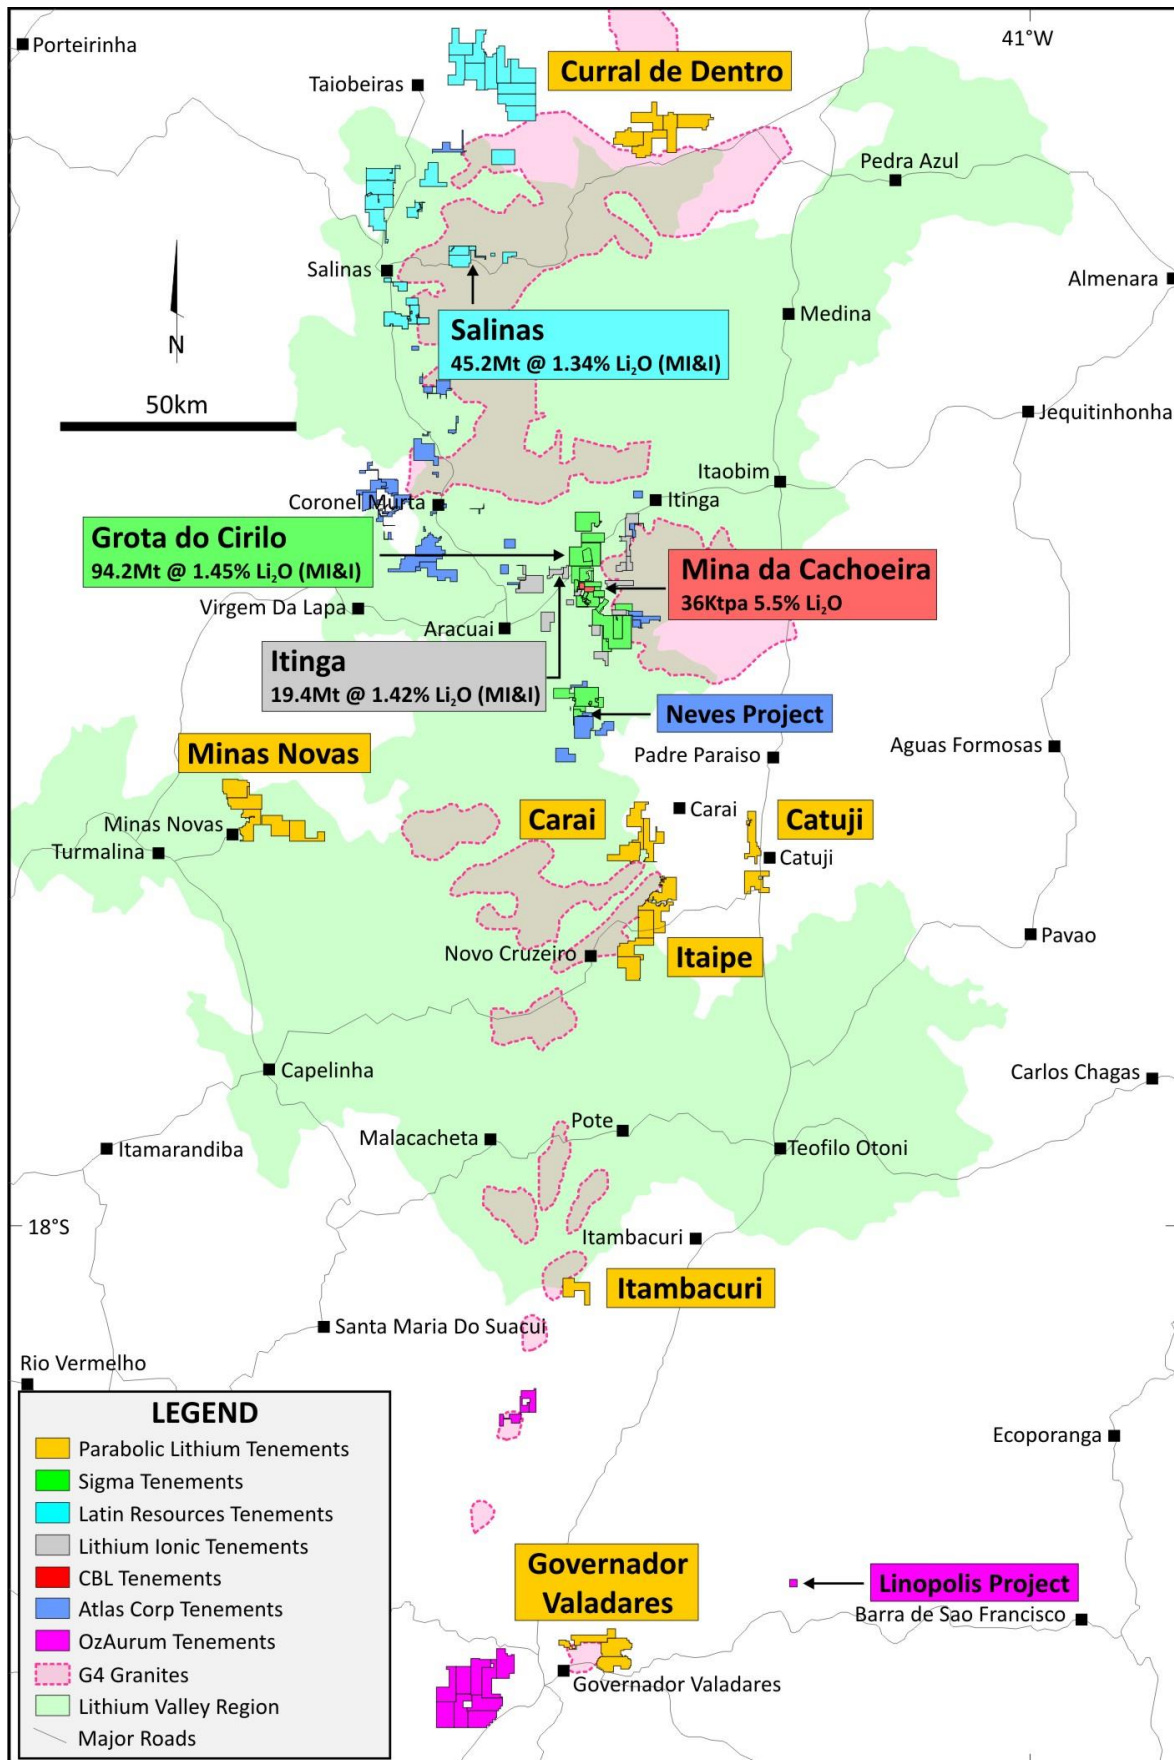 41°W
Porteirinha
Curral de Dentro
Taiobeiras
Pedra Azul
Salinas
Almenara
Medina
N
Salinas
45.2Mt @ 1.34% Li₂O (MI&I)
50km
Jequitinhonha
Itaobim
Itinga
Coronel Murta
Grota do Cirilo
94.2Mt @ 1.45% Li₂O (MI&I)
Mina da Cachoeira
36Ktpa 5.5% Li₂O
Virgem Da Lapa
Aracuai
Itinga
19.4Mt @ 1.42% Li₂O (MI&I)
Neves Project
Minas Novas
Padre Paraiso
Aguas Formosas
Carai
Carai
Catuji
Minas Novas
Turmalina
Catuji
Pavao
Novo Cruzeiro
Itaipe
Capelinha
Carlos Chagas
Pote
Malacacheta
Itamarandiba
Teofilo Otoni
18°S
Itambacuri
Itambacuri
Santa Maria Do Suacui
Rio Vermelho
LEGEND
Parabolic Lithium Tenements
Sigma Tenements
Latin Resources Tenements
Lithium Ionic Tenements
CBL Tenements
Atlas Corp Tenements
OzAurum Tenements
G4 Granites
Lithium Valley Region
Major Roads
Ecoporanga
Governador
Valadares
Linopolis Project
Barra de Sao Francisco
Governador Valadares